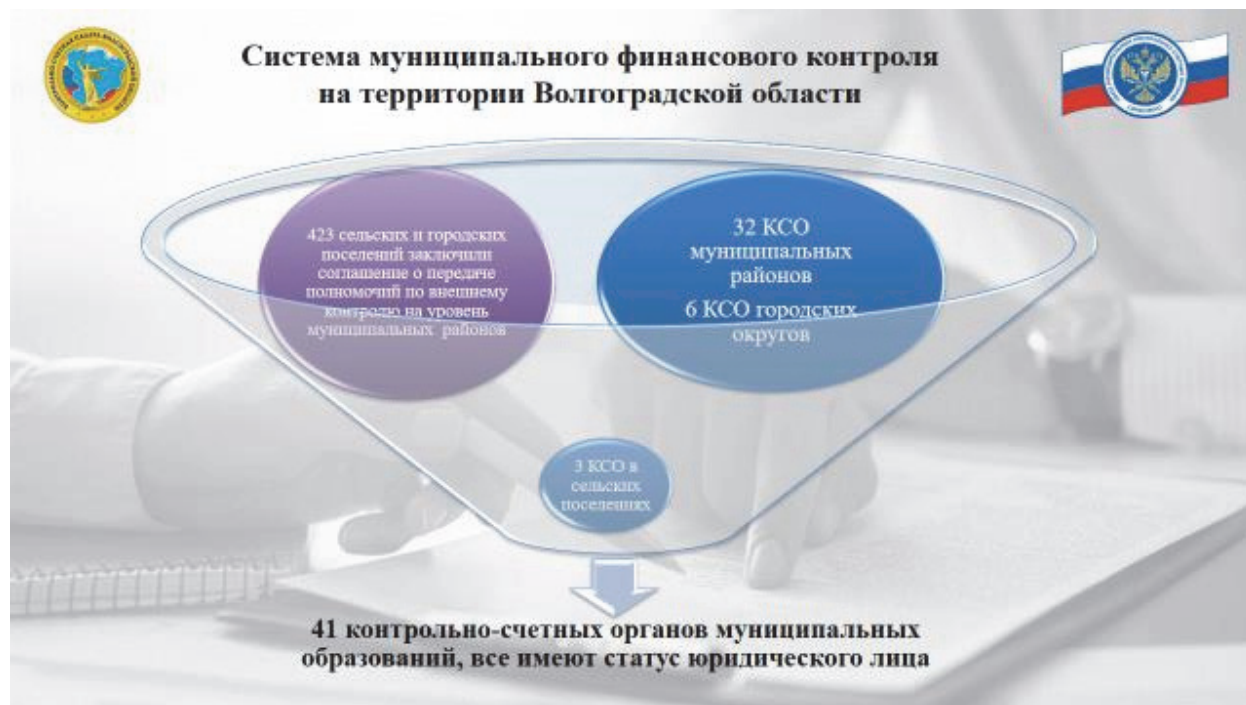 Система муниципального финансового контроля
на территории Волгоградской области
423 сельских и городских
поселений заключили
соглашение о передаче
полномочий по внешнему
контролю на уровень
муниципальных районов
32 КСО
муниципальных
районов
6 КСО городских
округов
3 КСО в
сельских
поселениях
41 контрольно-счетных органов муниципальных
образований, все имеют статус юридического лица